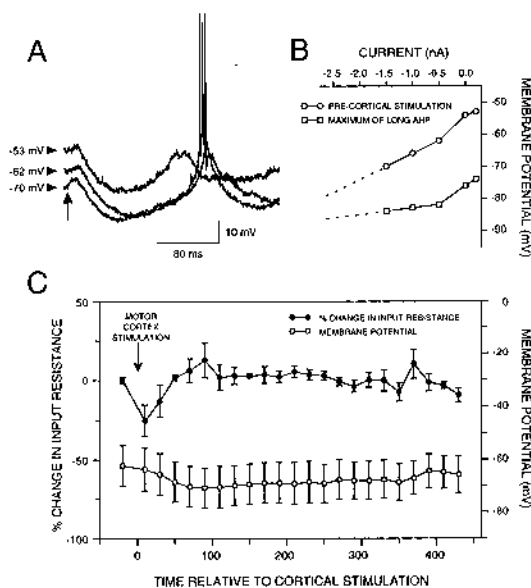 A
-53 mV
-62 mV
-70 mV
10 mV
80 ms
B
CURRENT (nA)
-2.5 -2.0 -1.5 -1.0 -0.5 0.0
PRE-CORTICAL STIMULATION
MAXIMUM OF LONG AHP
-50
-60
-70
-80
-90
MEMBRANE POTENTIAL
(mV)
C
MOTOR
CORTEX
STIMULATION
% CHANGE IN INPUT RESISTANCE
MEMBRANE POTENTIAL
50
25
0
-50
-100
% CHANGE IN INPUT RESISTANCE
0
-20
-40
-60
-80
MEMBRANE POTENTIAL
(mV)
0 100 200 300 400
TIME RELATIVE TO CORTICAL STIMULATION